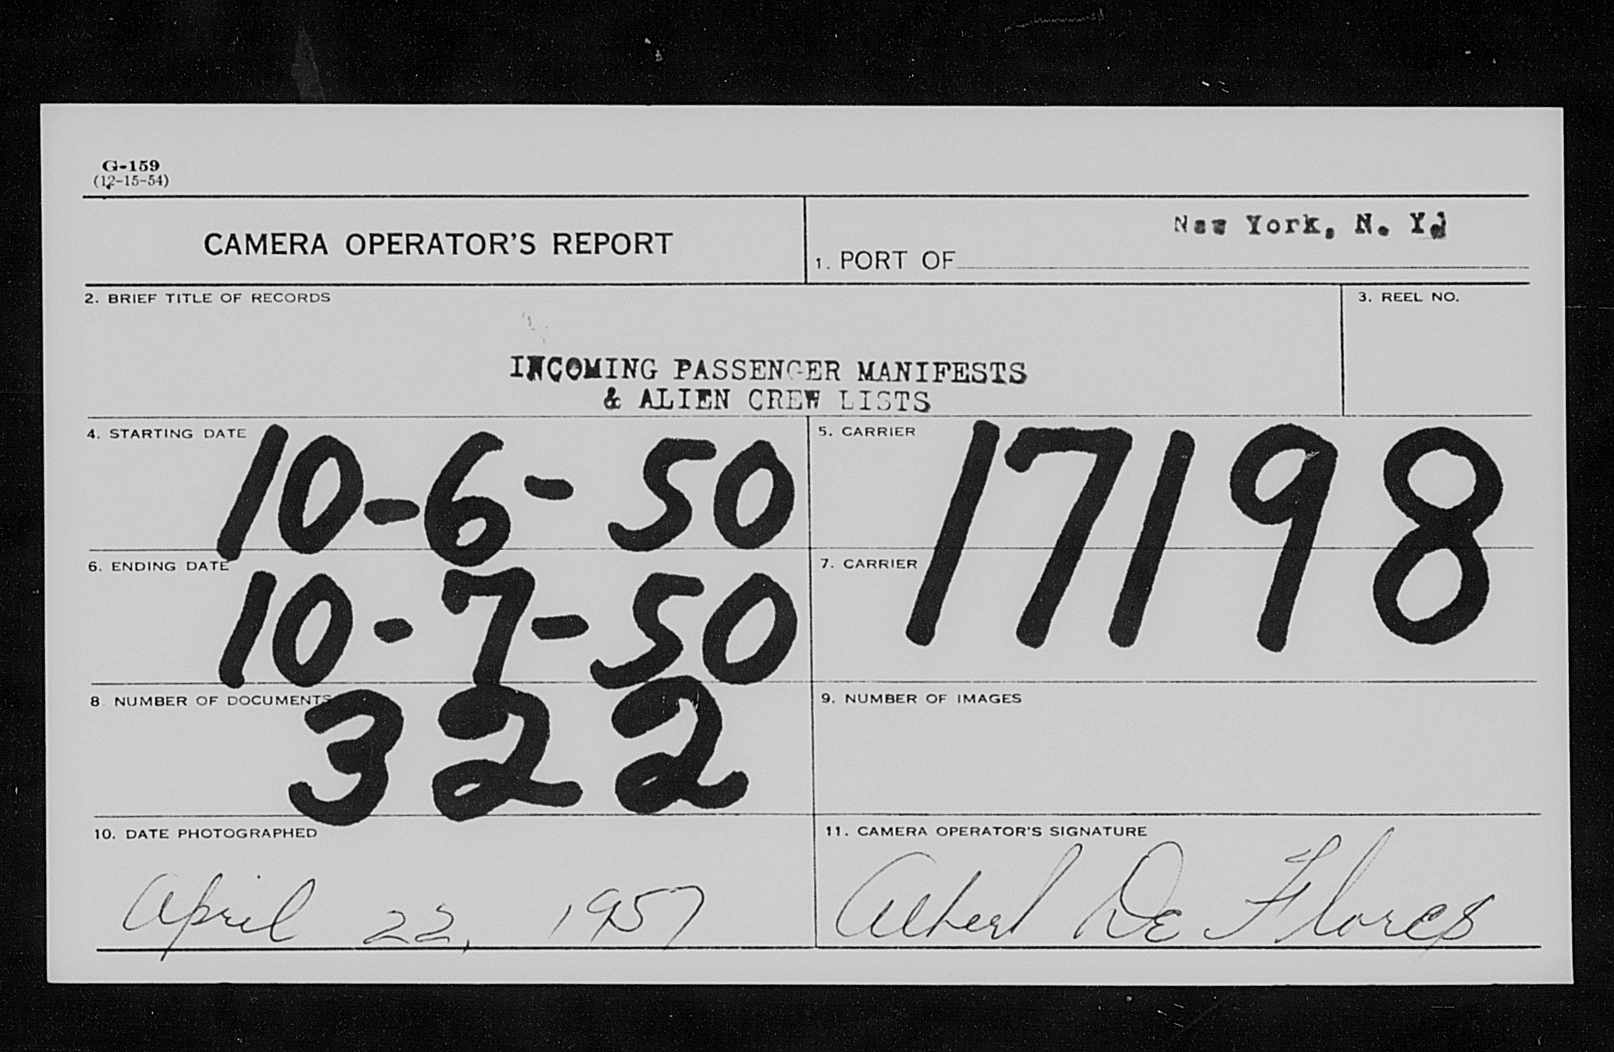 G-159
(12-15-54)
CAMERA OPERATOR'S REPORT
New York, N. Y.
1. PORT OF
2. BRIEF TITLE OF RECORDS
3. REEL NO.
INCOMING PASSENGER MANIFESTS
& ALIEN CREW LISTS
4. STARTING DATE
10-6-50
5. CARRIER
17198
6. ENDING DATE
10-7-50
7. CARRIER
8. NUMBER OF DOCUMENTS
322
9. NUMBER OF IMAGES
10. DATE PHOTOGRAPHED
April 22, 1957
11. CAMERA OPERATOR'S SIGNATURE
Albert De Flores